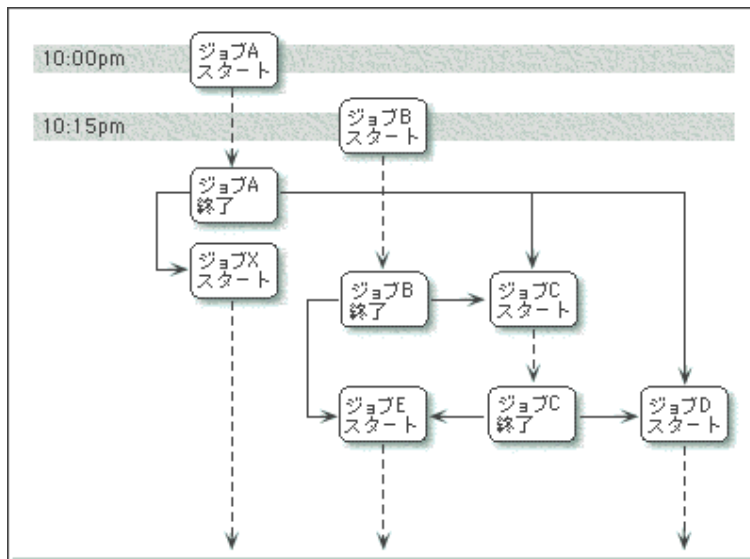 10:00pm
ジョブA
スタート
10:15pm
ジョブB
スタート
ジョブA
終了
ジョブX
スタート
ジョブB
終了
ジョブC
スタート
ジョブE
スタート
ジョブC
終了
ジョブD
スタート